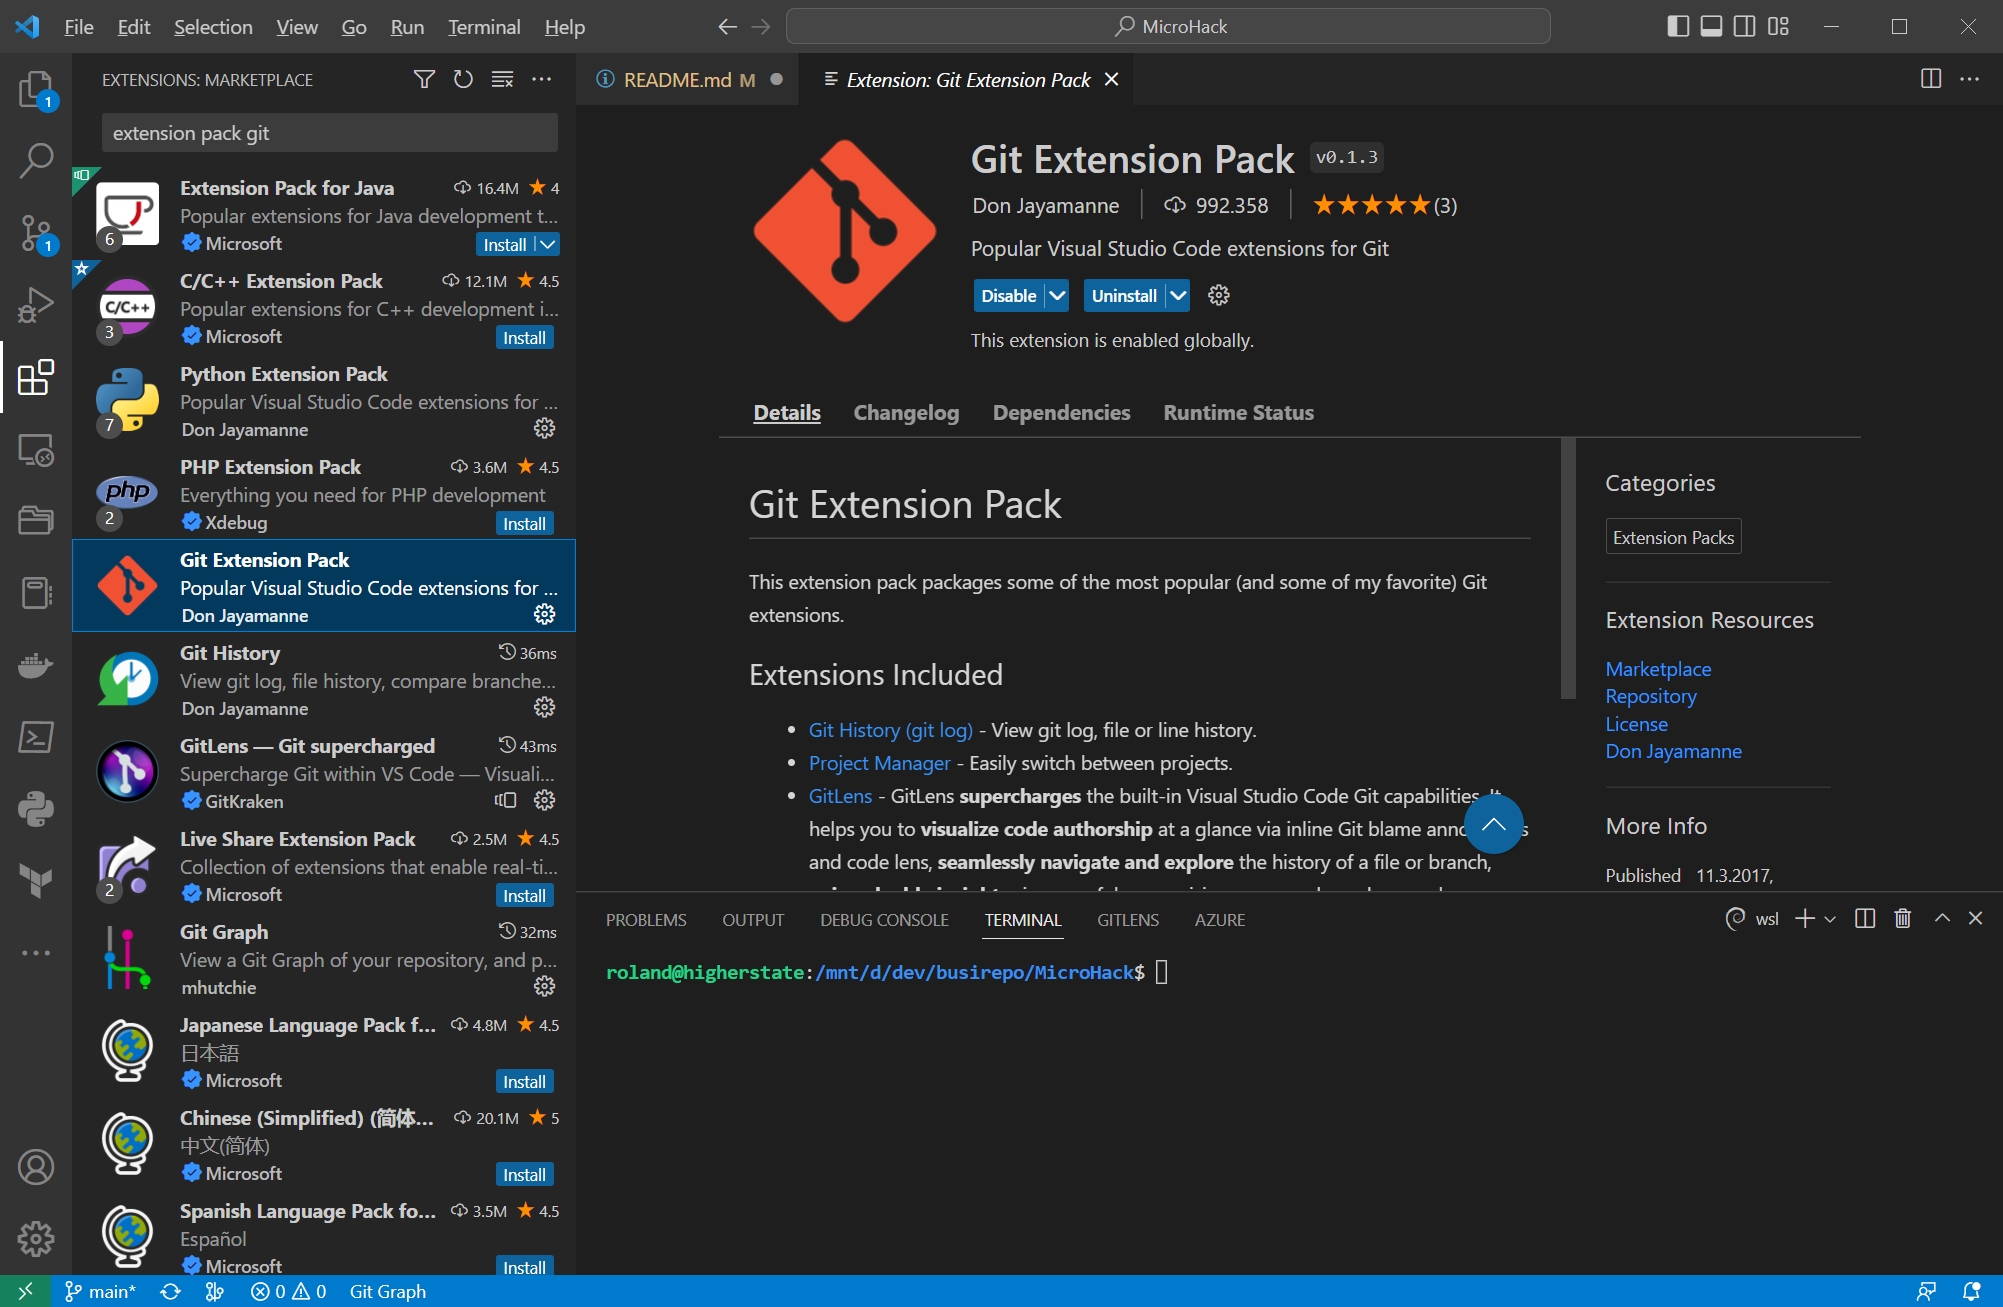 File Edit Selection View Go Run Terminal Help
MicroHack
EXTENSIONS: MARKETPLACE
README.md M
Extension: Git Extension Pack
1
extension pack git
1
Extension Pack for Java 16.4M 4
Popular extensions for Java development t...
6
Microsoft
Install
C/C++ Extension Pack 12.1M 4.5
C/C++
Popular extensions for C++ development i...
3
Microsoft
Install
Python Extension Pack
Popular Visual Studio Code extensions for ...
7
Don Jayamanne
PHP Extension Pack 3.6M 4.5
php
Everything you need for PHP development
2
Xdebug
Install
Git Extension Pack
Popular Visual Studio Code extensions for ...
Don Jayamanne
Git History 36ms
View git log, file history, compare branche...
Don Jayamanne
GitLens — Git supercharged 43ms
Supercharge Git within VS Code — Visuali...
GitKraken
Live Share Extension Pack 2.5M 4.5
Collection of extensions that enable real-ti...
2
Microsoft
Install
Git Graph 32ms
View a Git Graph of your repository, and p...
mhutchie
Japanese Language Pack f... 4.8M 4.5
日本語
Microsoft
Install
Chinese (Simplified) (简体... 20.1M 5
中文(简体)
Microsoft
Install
Spanish Language Pack fo... 3.5M 4.5
Español
Microsoft
Install
Git Extension Pack v0.1.3
Don Jayamanne 992.358 (3)
Popular Visual Studio Code extensions for Git
Disable Uninstall
This extension is enabled globally.
Details Changelog Dependencies Runtime Status
Git Extension Pack
This extension pack packages some of the most popular (and some of my favorite) Git
extensions.
Extensions Included
• Git History (git log) - View git log, file or line history.
• Project Manager - Easily switch between projects.
• GitLens - GitLens supercharges the built-in Visual Studio Code Git capabilities. It
helps you to visualize code authorship at a glance via inline Git blame
and code lens, seamlessly navigate and explore the history of a file or branch,
Categories
Extension Packs
Extension Resources
Marketplace
Repository
License
Don Jayamanne
More Info
Published 11.3.2017,
PROBLEMS OUTPUT DEBUG CONSOLE TERMINAL GITLENS AZURE
wsl
roland@higherstate:/mnt/d/dev/busirepo/MicroHack$
main* 0 0 Git Graph